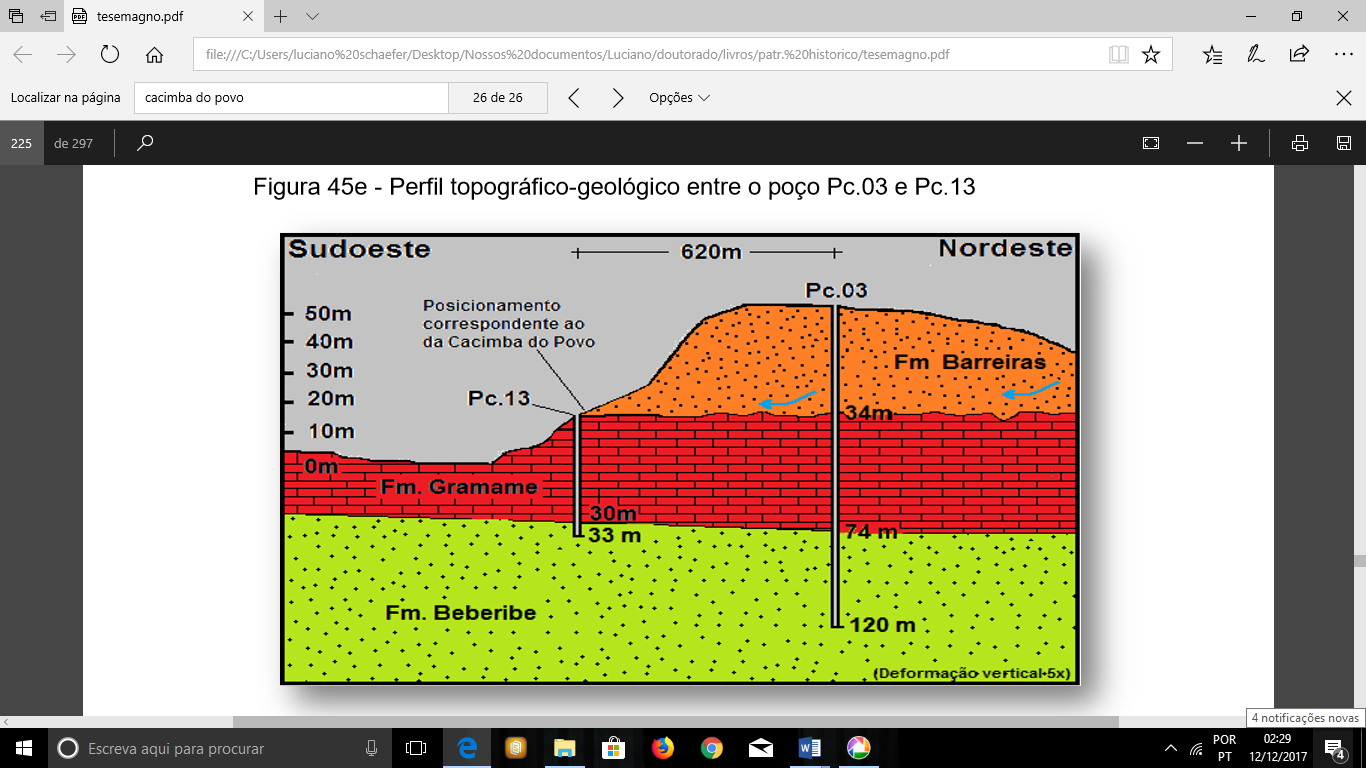 tesemagno.pdf
file:///C:/Users/luciano%20schaefer/Desktop/Nossos%20documentos/Luciano/doutorado/livros/patr.%20historico/tesemagno.pdf
Localizar na página
cacimba do povo
26 de 26
Opções
225
de 297
Figura 45e - Perfil topográfico-geológico entre o poço Pc.03 e Pc.13
Sudoeste
620m
Nordeste
Pc.03
Posicionamento
correspondente ao
da Cacimba do Povo
50m
40m
30m
20m
10m
0m
Pc.13
Fm Barreiras
34m
Fm. Gramame
30m
33 m
74 m
Fm. Beberibe
120 m
(Deformação vertical 5x)
4 notificações novas
Escreva aqui para procurar
POR
PT
02:29
12/12/2017
4